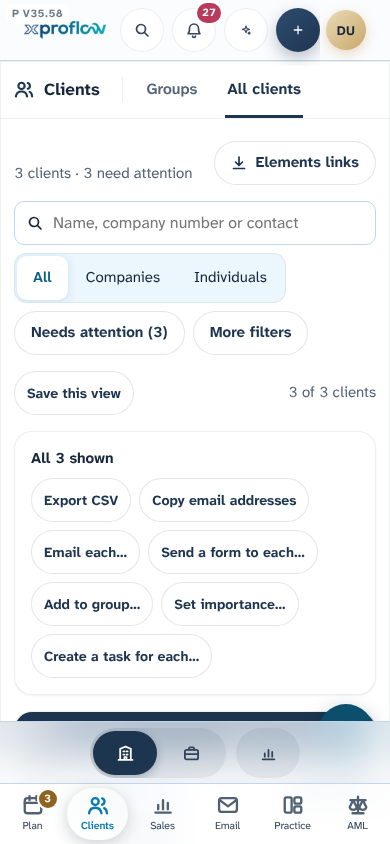 P V35.58
xproflow
27
+
DU
Clients
Groups
All clients
3 clients · 3 need attention
Elements links
Name, company number or contact
All
Companies
Individuals
Needs attention (3)
More filters
Save this view
3 of 3 clients
All 3 shown
Export CSV
Copy email addresses
Email each...
Send a form to each...
Add to group...
Set importance...
Create a task for each...
3
Plan
Clients
Sales
Email
Practice
AML